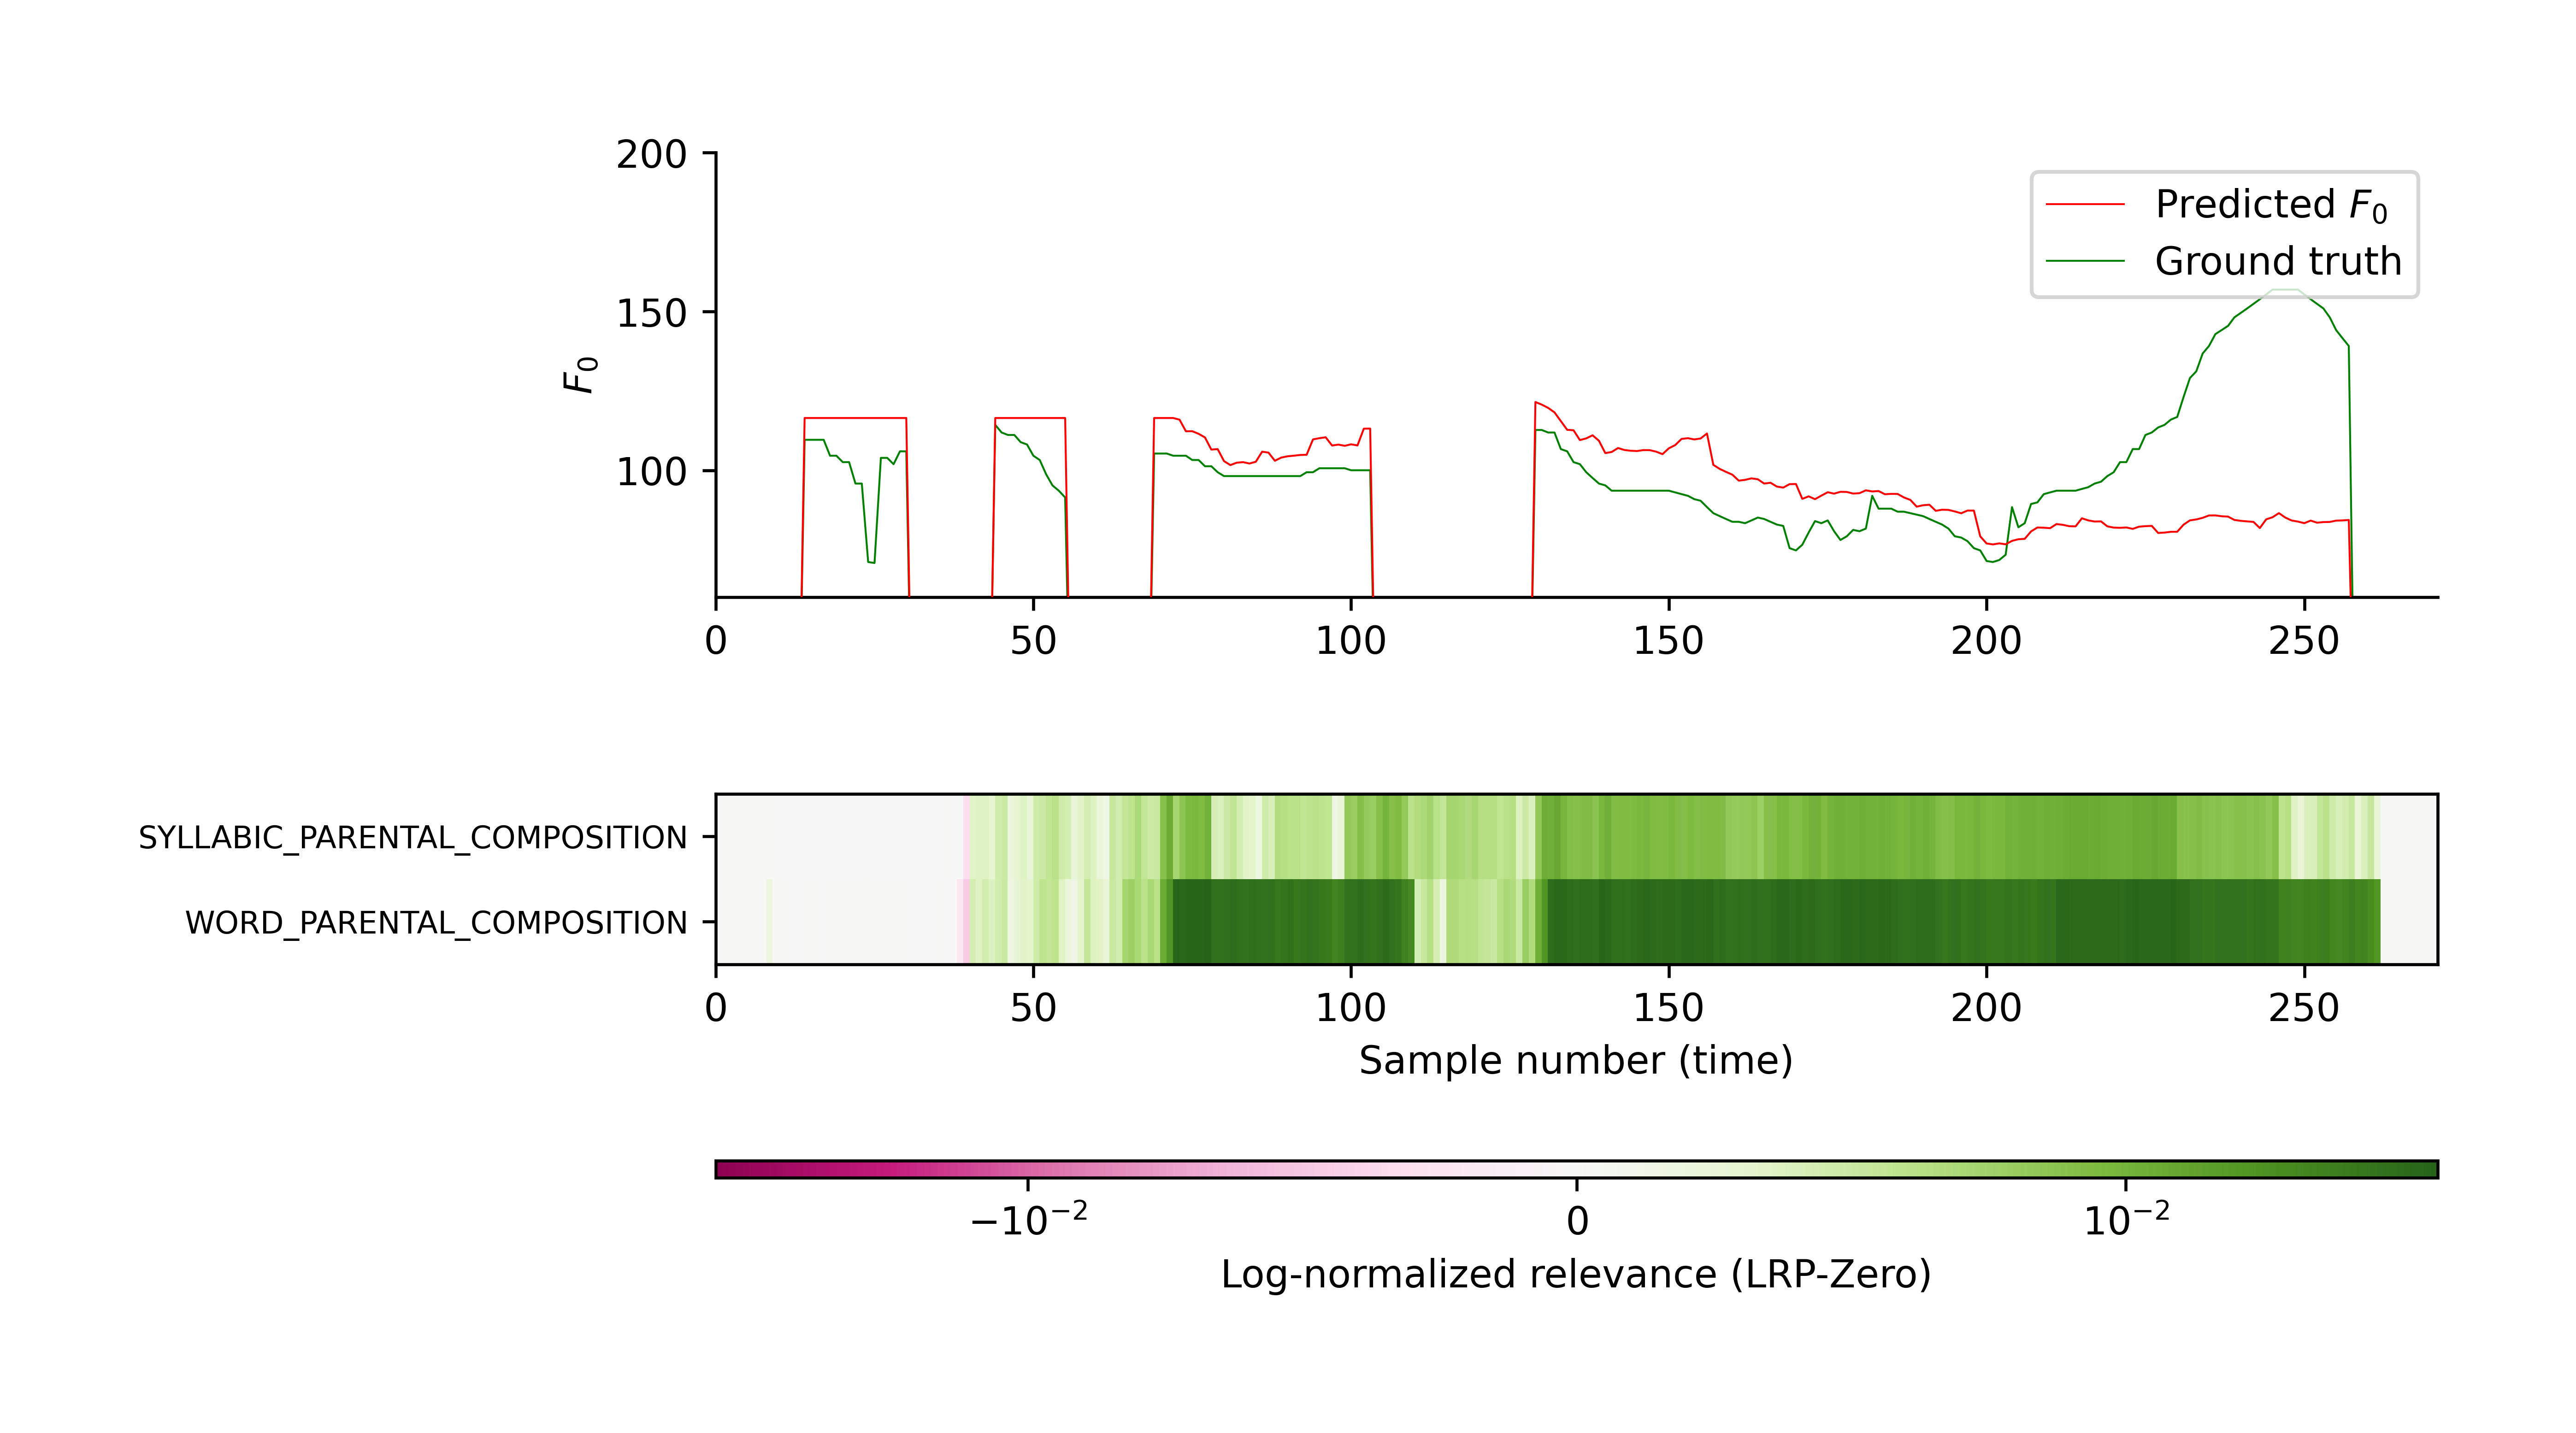 200
150
100
F₀
Predicted F₀
Ground truth
0 50 100 150 200 250
SYLLABIC_PARENTAL_COMPOSITION
WORD_PARENTAL_COMPOSITION
0 50 100 150 200 250
Sample number (time)
−10⁻² 0 10⁻²
Log-normalized relevance (LRP-Zero)